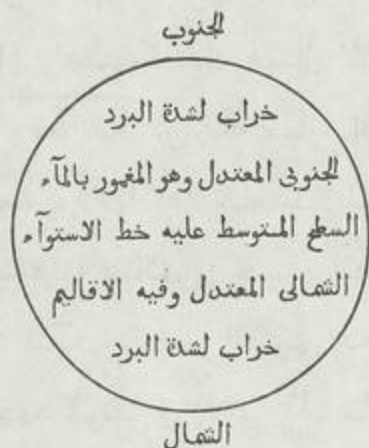 الجنوب
خراب لشدة البرد
الجنوبى المعتدل وهو المغمور بالمآء
السطح المتوسط عليه خط الاستوآء
الشمالى المعتدل وفيه الاقاليم
خراب لشدة البرد
الشمال